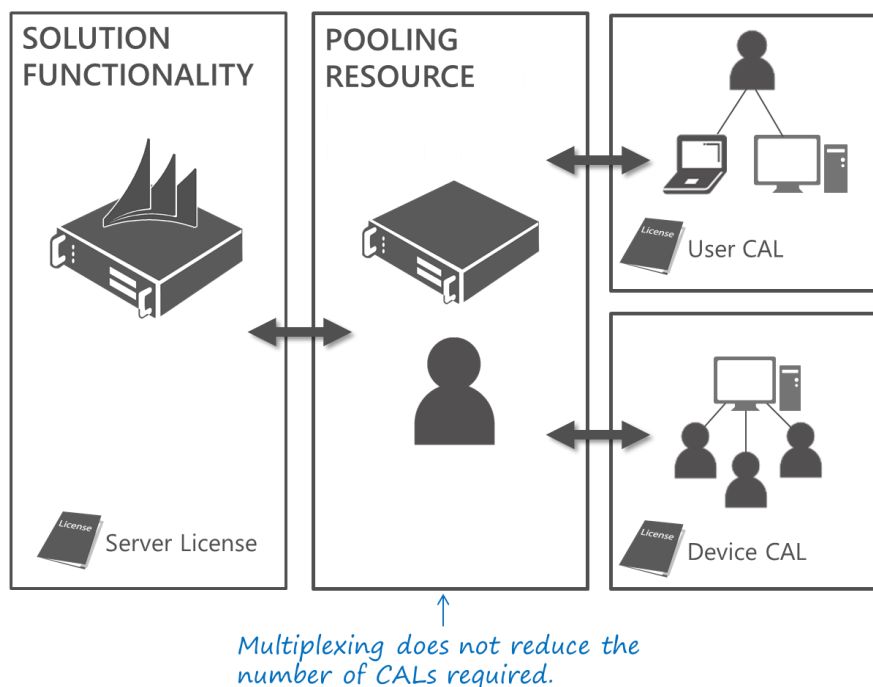 SOLUTION
FUNCTIONALITY
License
Server License
POOLING
RESOURCE
License
User CAL
License
Device CAL
Multiplexing does not reduce the
number of CALs required.